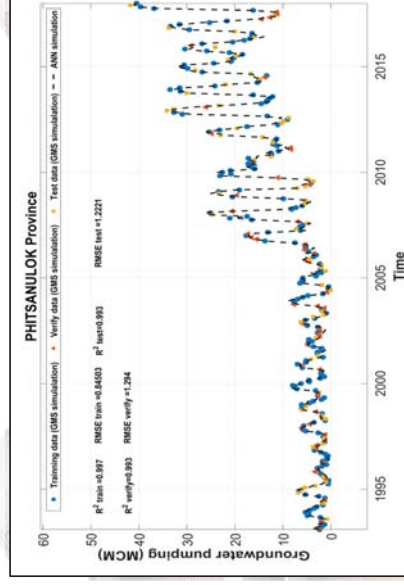 PHITSANULOK Province
Trainning data (GMS simulation) Verify data (GMS simulalation) Test data (GMS simulalation) ANN simulation
R² train =0.997 RMSE train =0.84503 R² test=0.993 RMSE test =1.2221
R² verify=0.993 RMSE verify =1.294
Groundwater pumping (MCM)
60
50
40
30
20
10
0
1995 2000 2005 2010 2015
Time